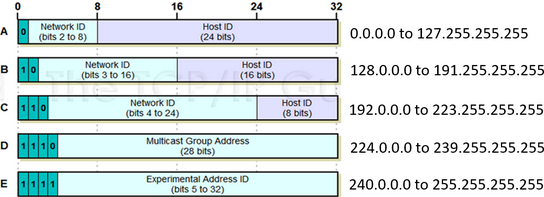 0 8 16 24 32
A 0 Network ID (bits 2 to 8) Host ID (24 bits) 0.0.0.0 to 127.255.255.255
B 1 0 Network ID (bits 3 to 16) Host ID (16 bits) 128.0.0.0 to 191.255.255.255
C 1 1 0 Network ID (bits 4 to 24) Host ID (8 bits) 192.0.0.0 to 223.255.255.255
D 1 1 1 0 Multicast Group Address (28 bits) 224.0.0.0 to 239.255.255.255
E 1 1 1 1 Experimental Address ID (bits 5 to 32) 240.0.0.0 to 255.255.255.255